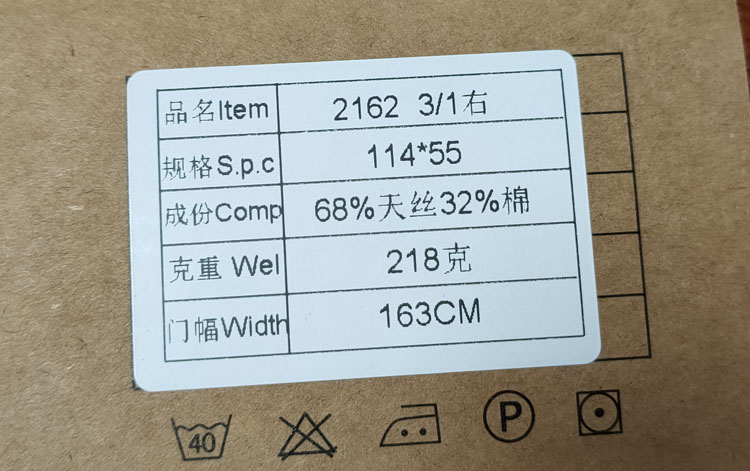 品名Item 2162 3/1右
规格S.p.c 114*55
成份Comp 68%天丝32%棉
克重 Wel 218克
门幅Width 163CM
40 P